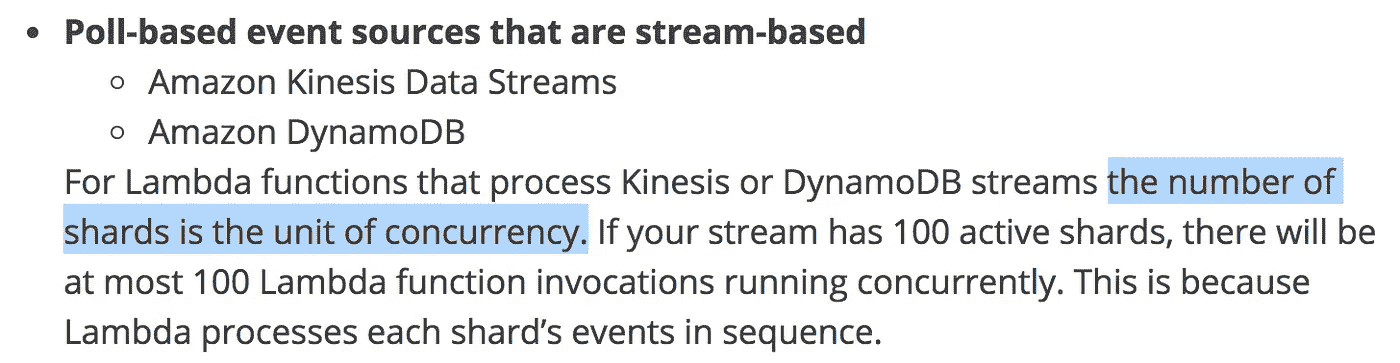 • Poll-based event sources that are stream-based
○ Amazon Kinesis Data Streams
○ Amazon DynamoDB
For Lambda functions that process Kinesis or DynamoDB streams the number of
shards is the unit of concurrency. If your stream has 100 active shards, there will be
at most 100 Lambda function invocations running concurrently. This is because
Lambda processes each shard’s events in sequence.